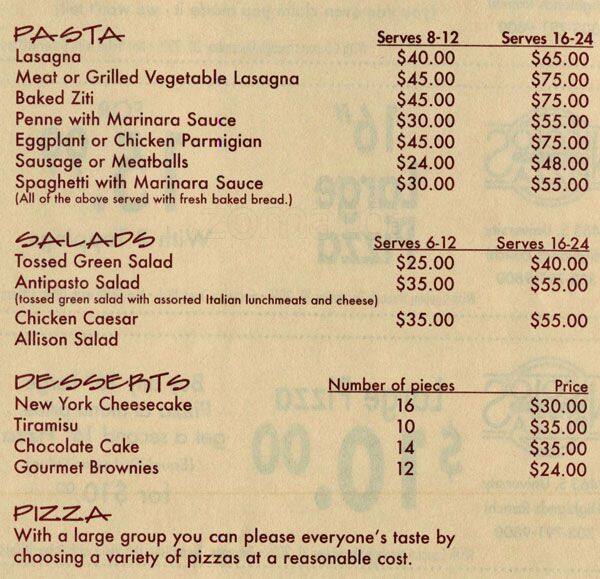 PASTA Serves 8-12 Serves 16-24
Lasagna $40.00 $65.00
Meat or Grilled Vegetable Lasagna $45.00 $75.00
Baked Ziti $45.00 $75.00
Penne with Marinara Sauce $30.00 $55.00
Eggplant or Chicken Parmigian $45.00 $75.00
Sausage or Meatballs $24.00 $48.00
Spaghetti with Marinara Sauce $30.00 $55.00
(All of the above served with fresh baked bread.)
SALADS Serves 6-12 Serves 16-24
Tossed Green Salad $25.00 $40.00
Antipasto Salad $35.00 $55.00
(tossed green salad with assorted Italian lunchmeats and cheese)
Chicken Caesar $35.00 $55.00
Allison Salad
DESSERTS Number of pieces Price
New York Cheesecake 16 $30.00
Tiramisu 10 $35.00
Chocolate Cake 14 $35.00
Gourmet Brownies 12 $24.00
PIZZA
With a large group you can please everyone's taste by
choosing a variety of pizzas at a reasonable cost.